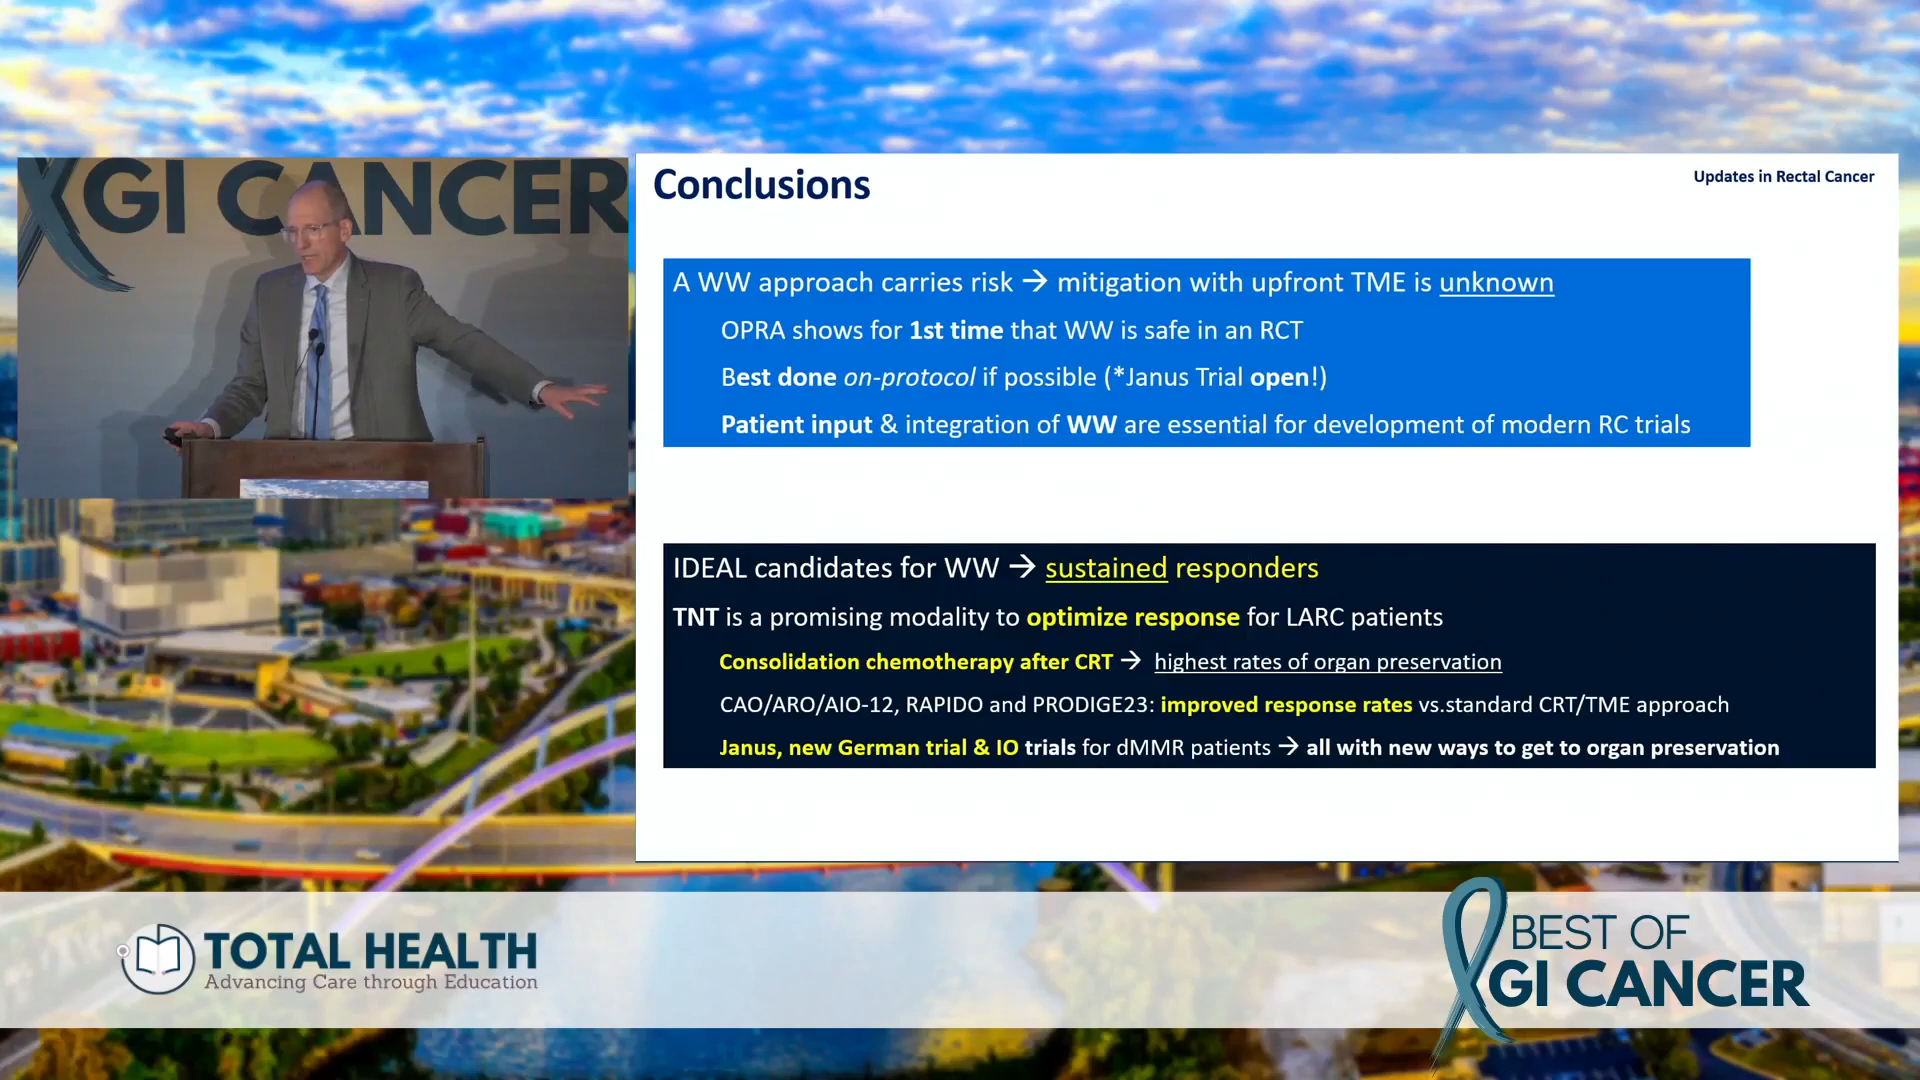 GI CANCER
Conclusions
Updates in Rectal Cancer
A WW approach carries risk → mitigation with upfront TME is unknown
OPRA shows for 1st time that WW is safe in an RCT
Best done on-protocol if possible (*Janus Trial open!)
Patient input & integration of WW are essential for development of modern RC trials
IDEAL candidates for WW → sustained responders
TNT is a promising modality to optimize response for LARC patients
Consolidation chemotherapy after CRT → highest rates of organ preservation
CAO/ARO/AIO-12, RAPIDO and PRODIGE23: improved response rates vs.standard CRT/TME approach
Janus, new German trial & IO trials for dMMR patients → all with new ways to get to organ preservation
TOTAL HEALTH
Advancing Care through Education
BEST OF
GI CANCER